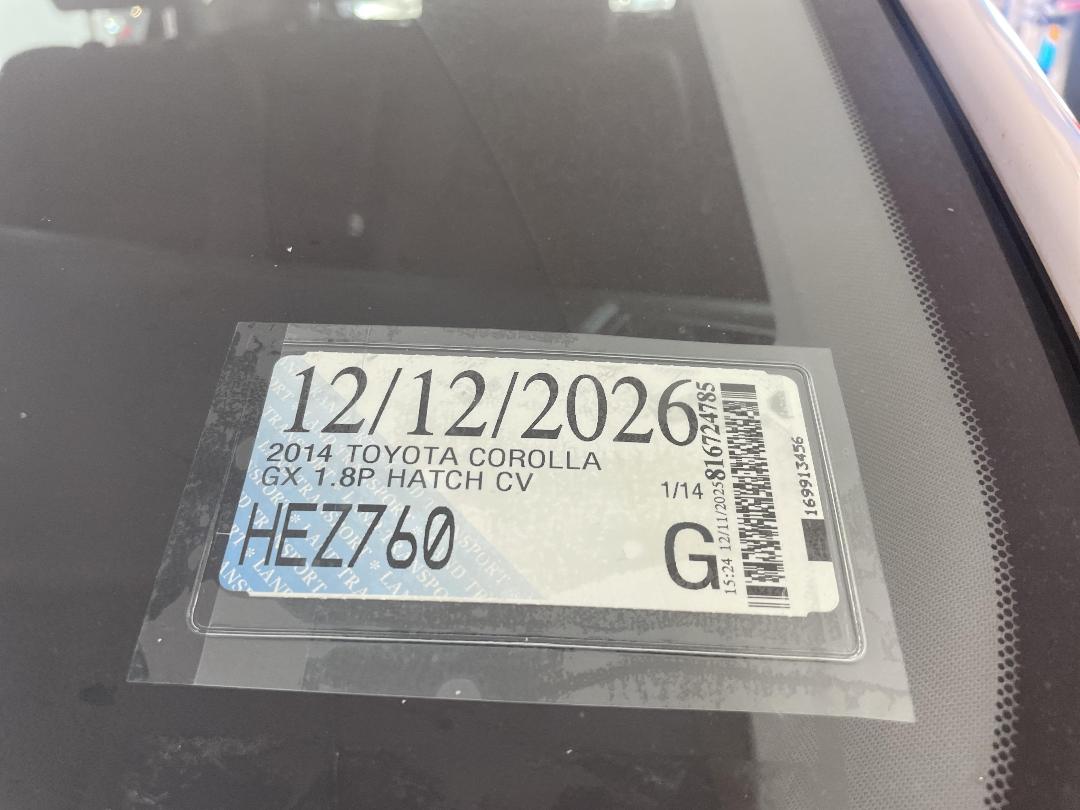 12/12/2026
2014 TOYOTA COROLLA
GX 1.8P HATCH CV
1/14
HEZ760
G
15:24 12/11/2025 816724785
169913456